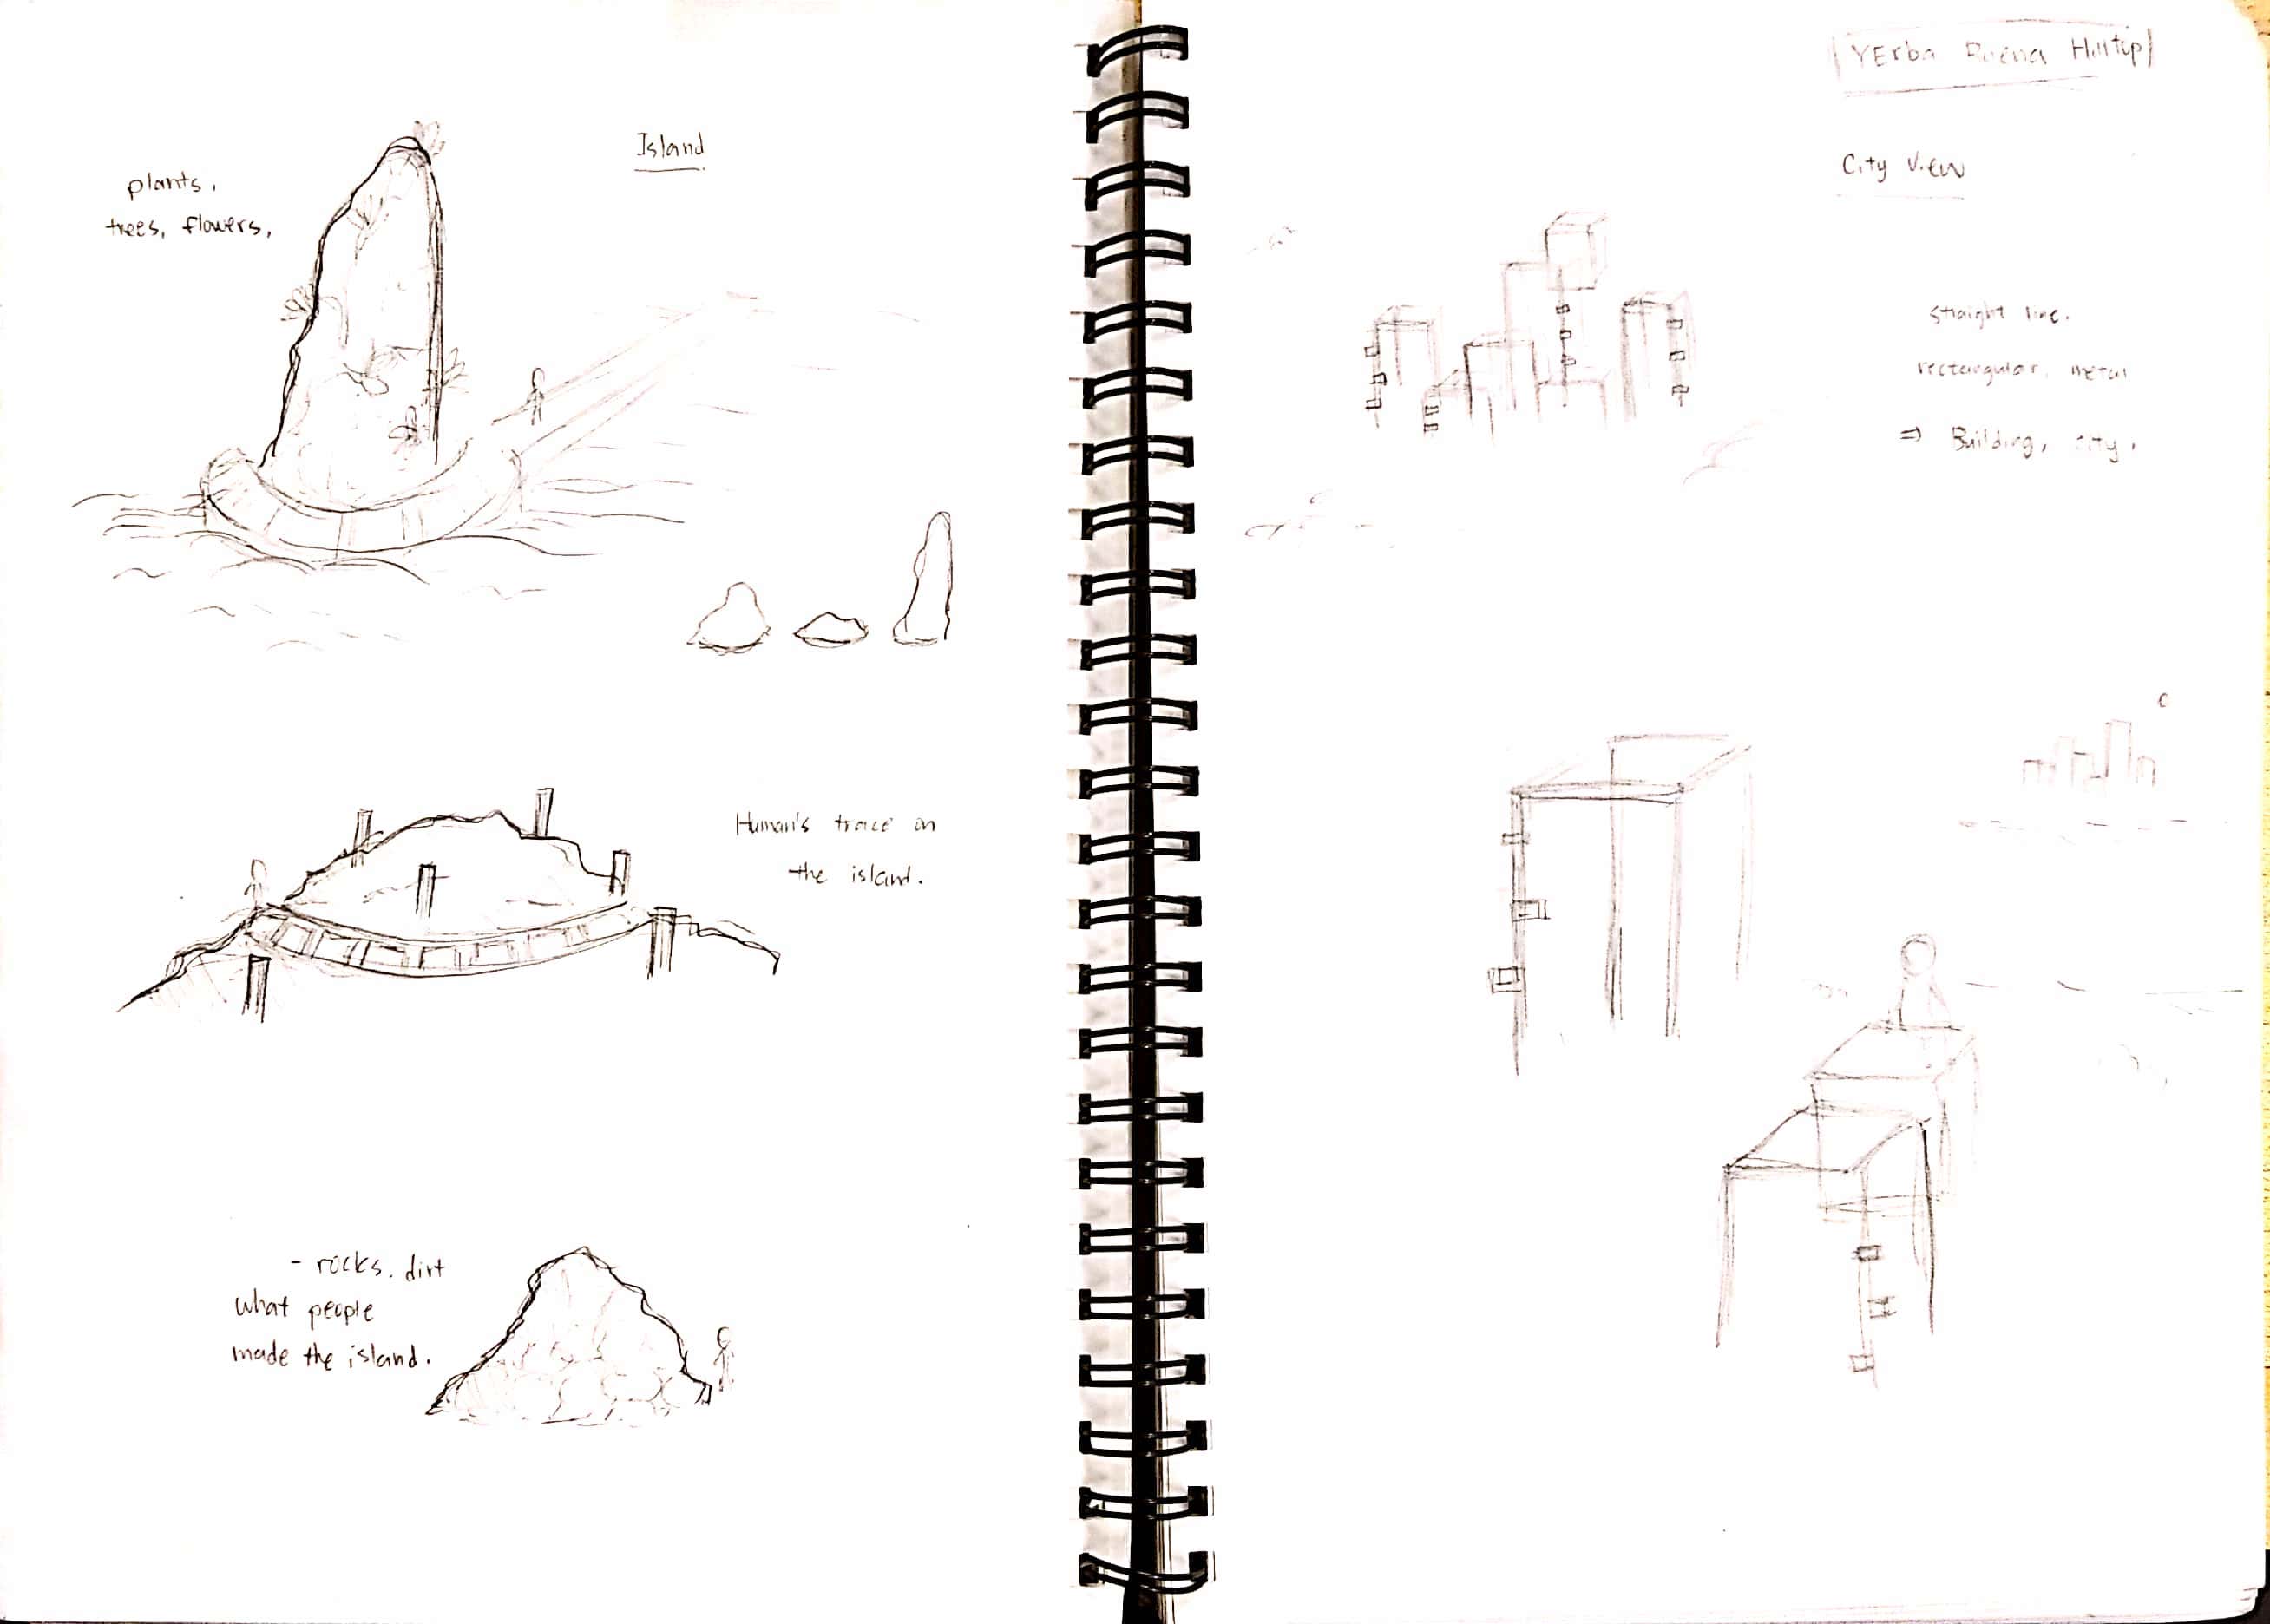 Island
plants,
trees, flowers,
Human's trace on
the island.
- rocks. dirt
what people
made the island.
YErba Buena Hilltop
City View
straight line.
rectangular. metal
⇒ Building, city.